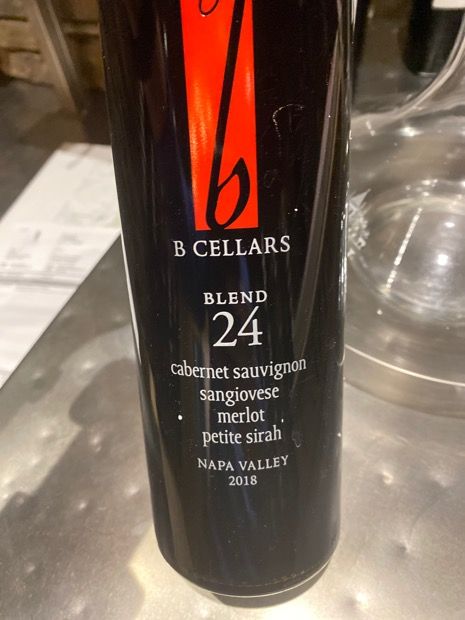 b
B CELLARS
BLEND
24
cabernet sauvignon
sangiovese
merlot
petite sirah
NAPA VALLEY
2018